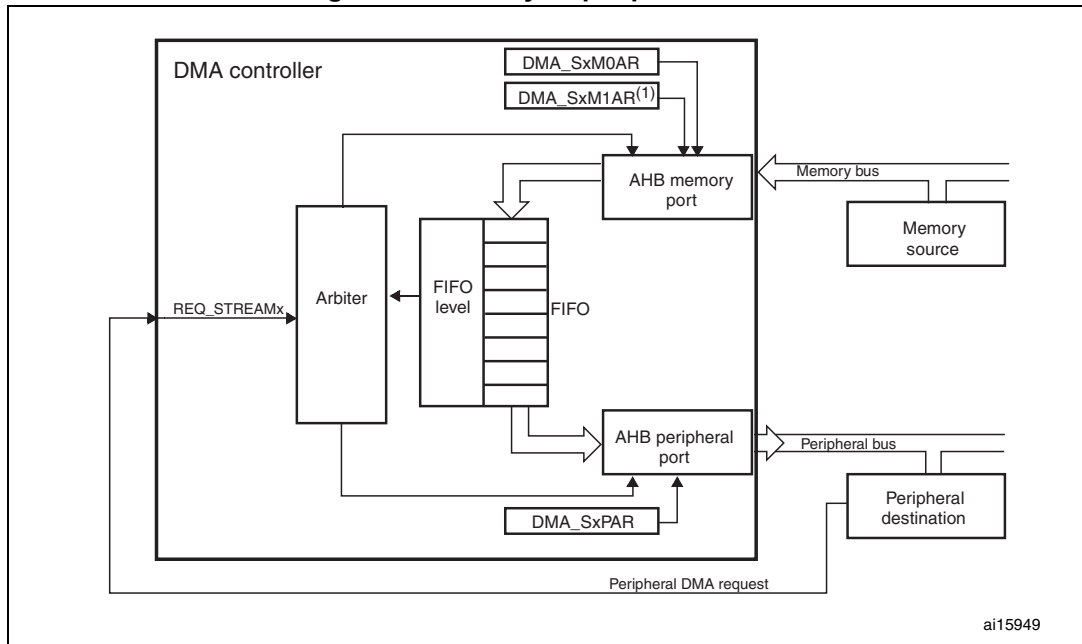 DMA controller
DMA_SxM0AR
DMA_SxM1AR(1)
AHB memory
port
Memory bus
Memory
source
Arbiter
FIFO
level
FIFO
REQ_STREAMx
AHB peripheral
port
Peripheral bus
DMA_SxPAR
Peripheral
destination
Peripheral DMA request
ai15949